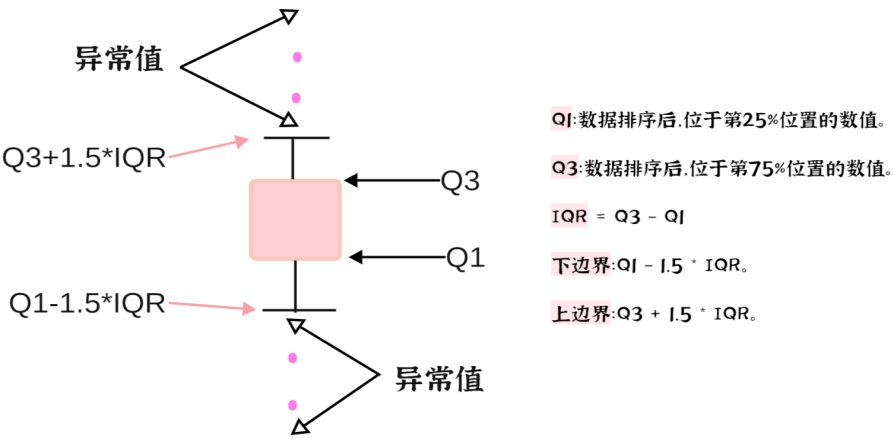 异常值
Q3+1.5*IQR
Q3
Q1
Q1-1.5*IQR
异常值
Q1:数据排序后,位于第25%位置的数值。
Q3:数据排序后,位于第75%位置的数值。
IQR = Q3 - Q1
下边界:Q1 - 1.5 * IQR。
上边界:Q3 + 1.5 * IQR。